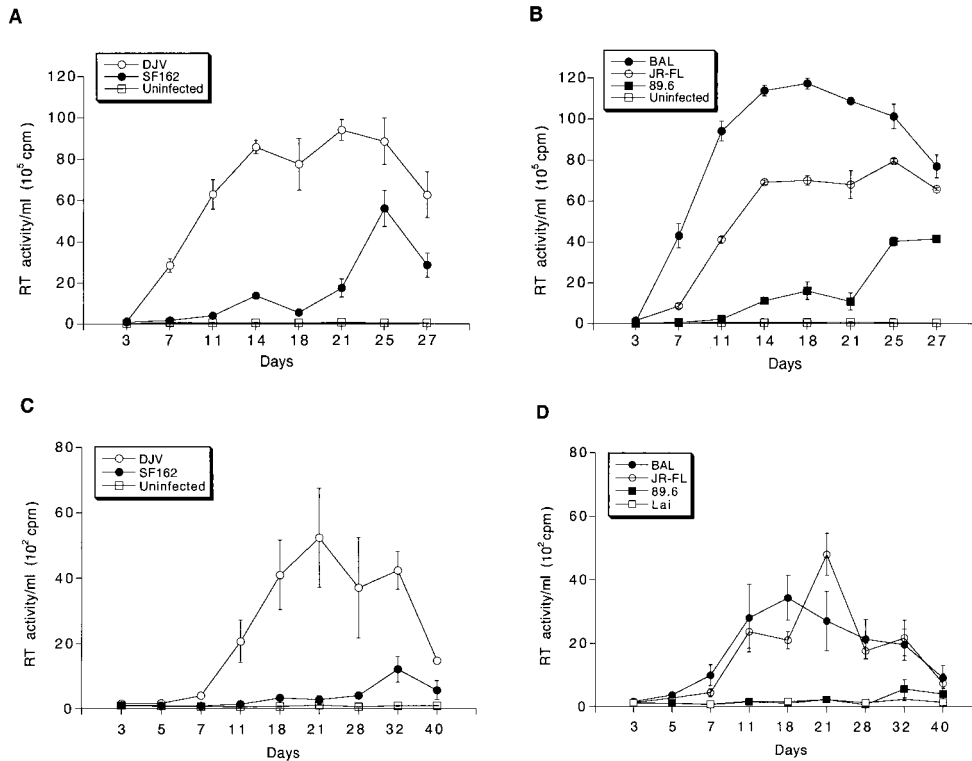 A
DJV
SF162
Uninfected
RT activity/ml (10⁵ cpm)
120
100
80
60
40
20
0
3 7 11 14 18 21 25 27
Days
B
BAL
JR-FL
89.6
Uninfected
RT activity/ml (10⁵ cpm)
120
100
80
60
40
20
0
3 7 11 14 18 21 25 27
Days
C
DJV
SF162
Uninfected
RT activity/ml (10² cpm)
80
60
40
20
0
3 5 7 11 18 21 28 32 40
Days
D
BAL
JR-FL
89.6
Lai
RT activity/ml (10² cpm)
80
60
40
20
0
3 5 7 11 18 21 28 32 40
Days